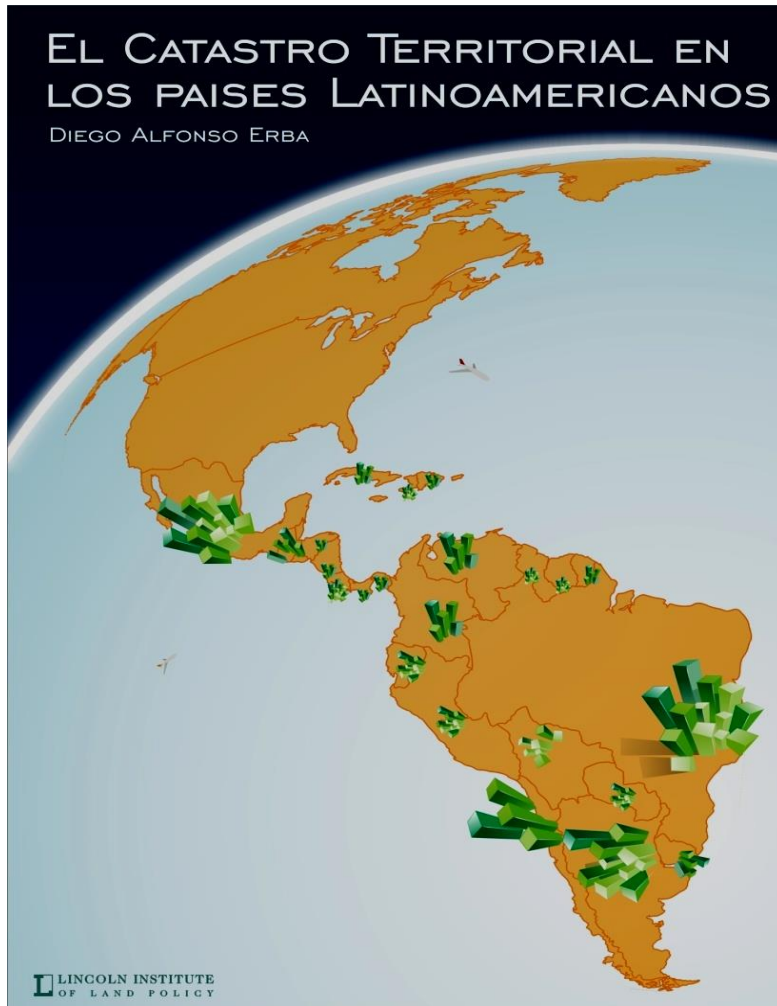 EL CATASTRO TERRITORIAL EN
LOS PAISES LATINOAMERICANOS
DIEGO ALFONSO ERBA
LINCOLN INSTITUTE
OF LAND POLICY